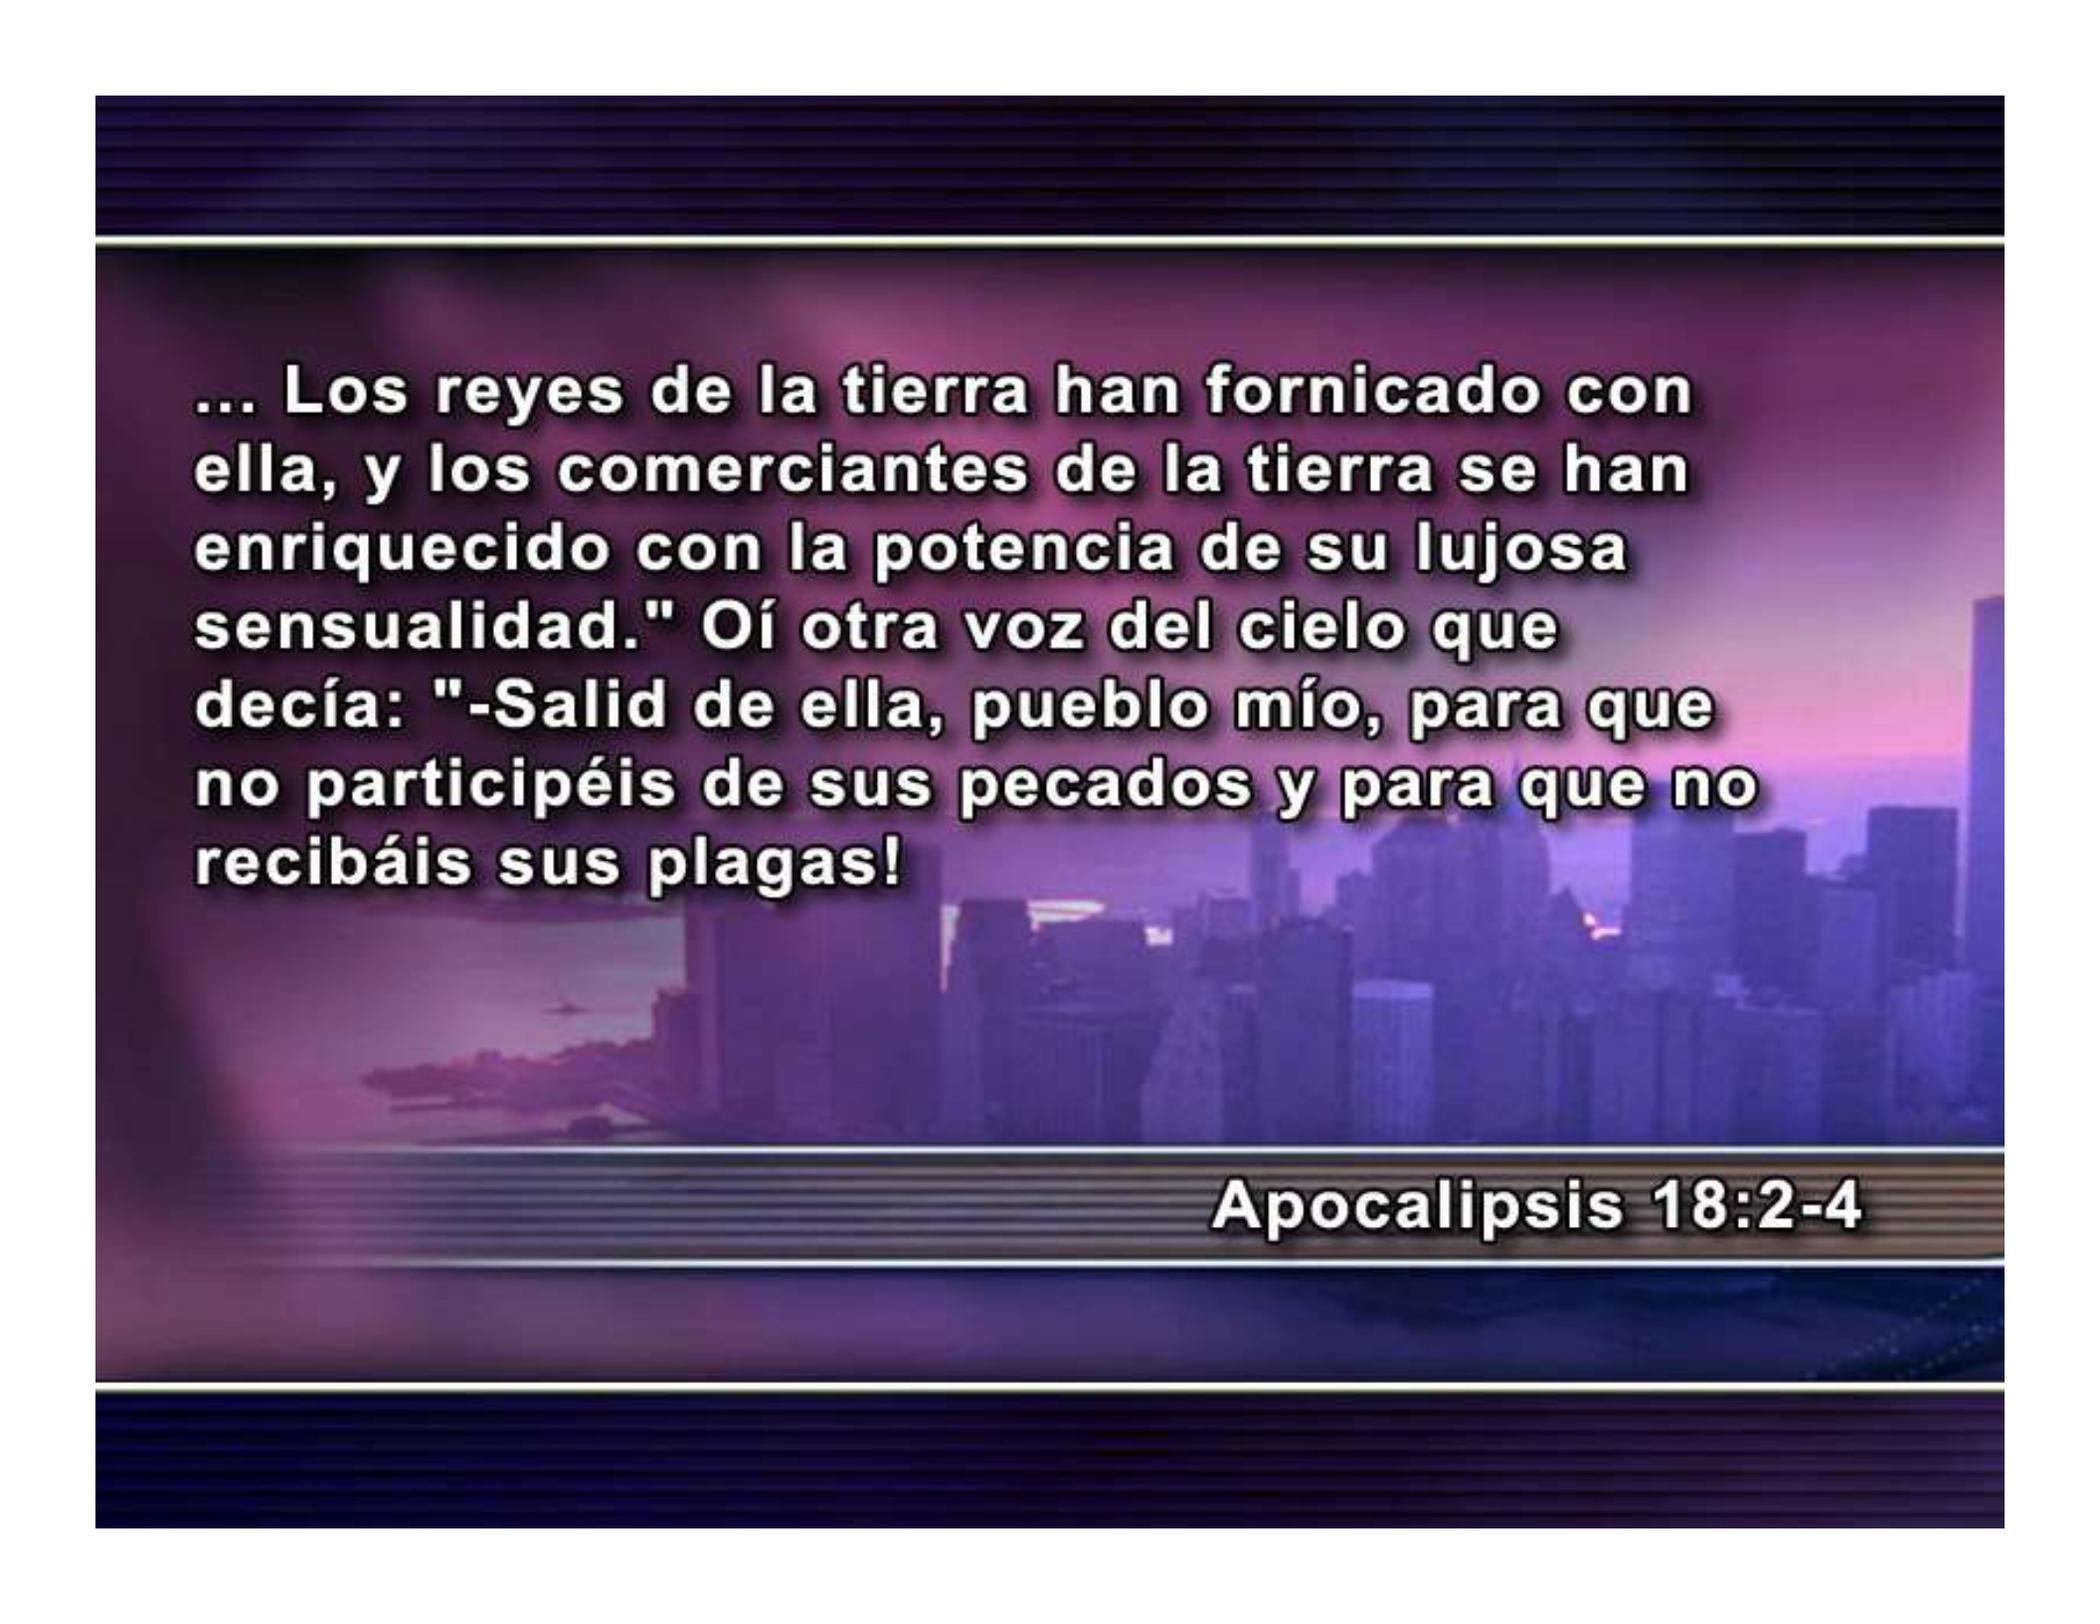 ... Los reyes de la tierra han fornicado con
ella, y los comerciantes de la tierra se han
enriquecido con la potencia de su lujosa
sensualidad." Oí otra voz del cielo que
decía: "-Salid de ella, pueblo mío, para que
no participéis de sus pecados y para que no
recibáis sus plagas!
Apocalipsis 18:2-4